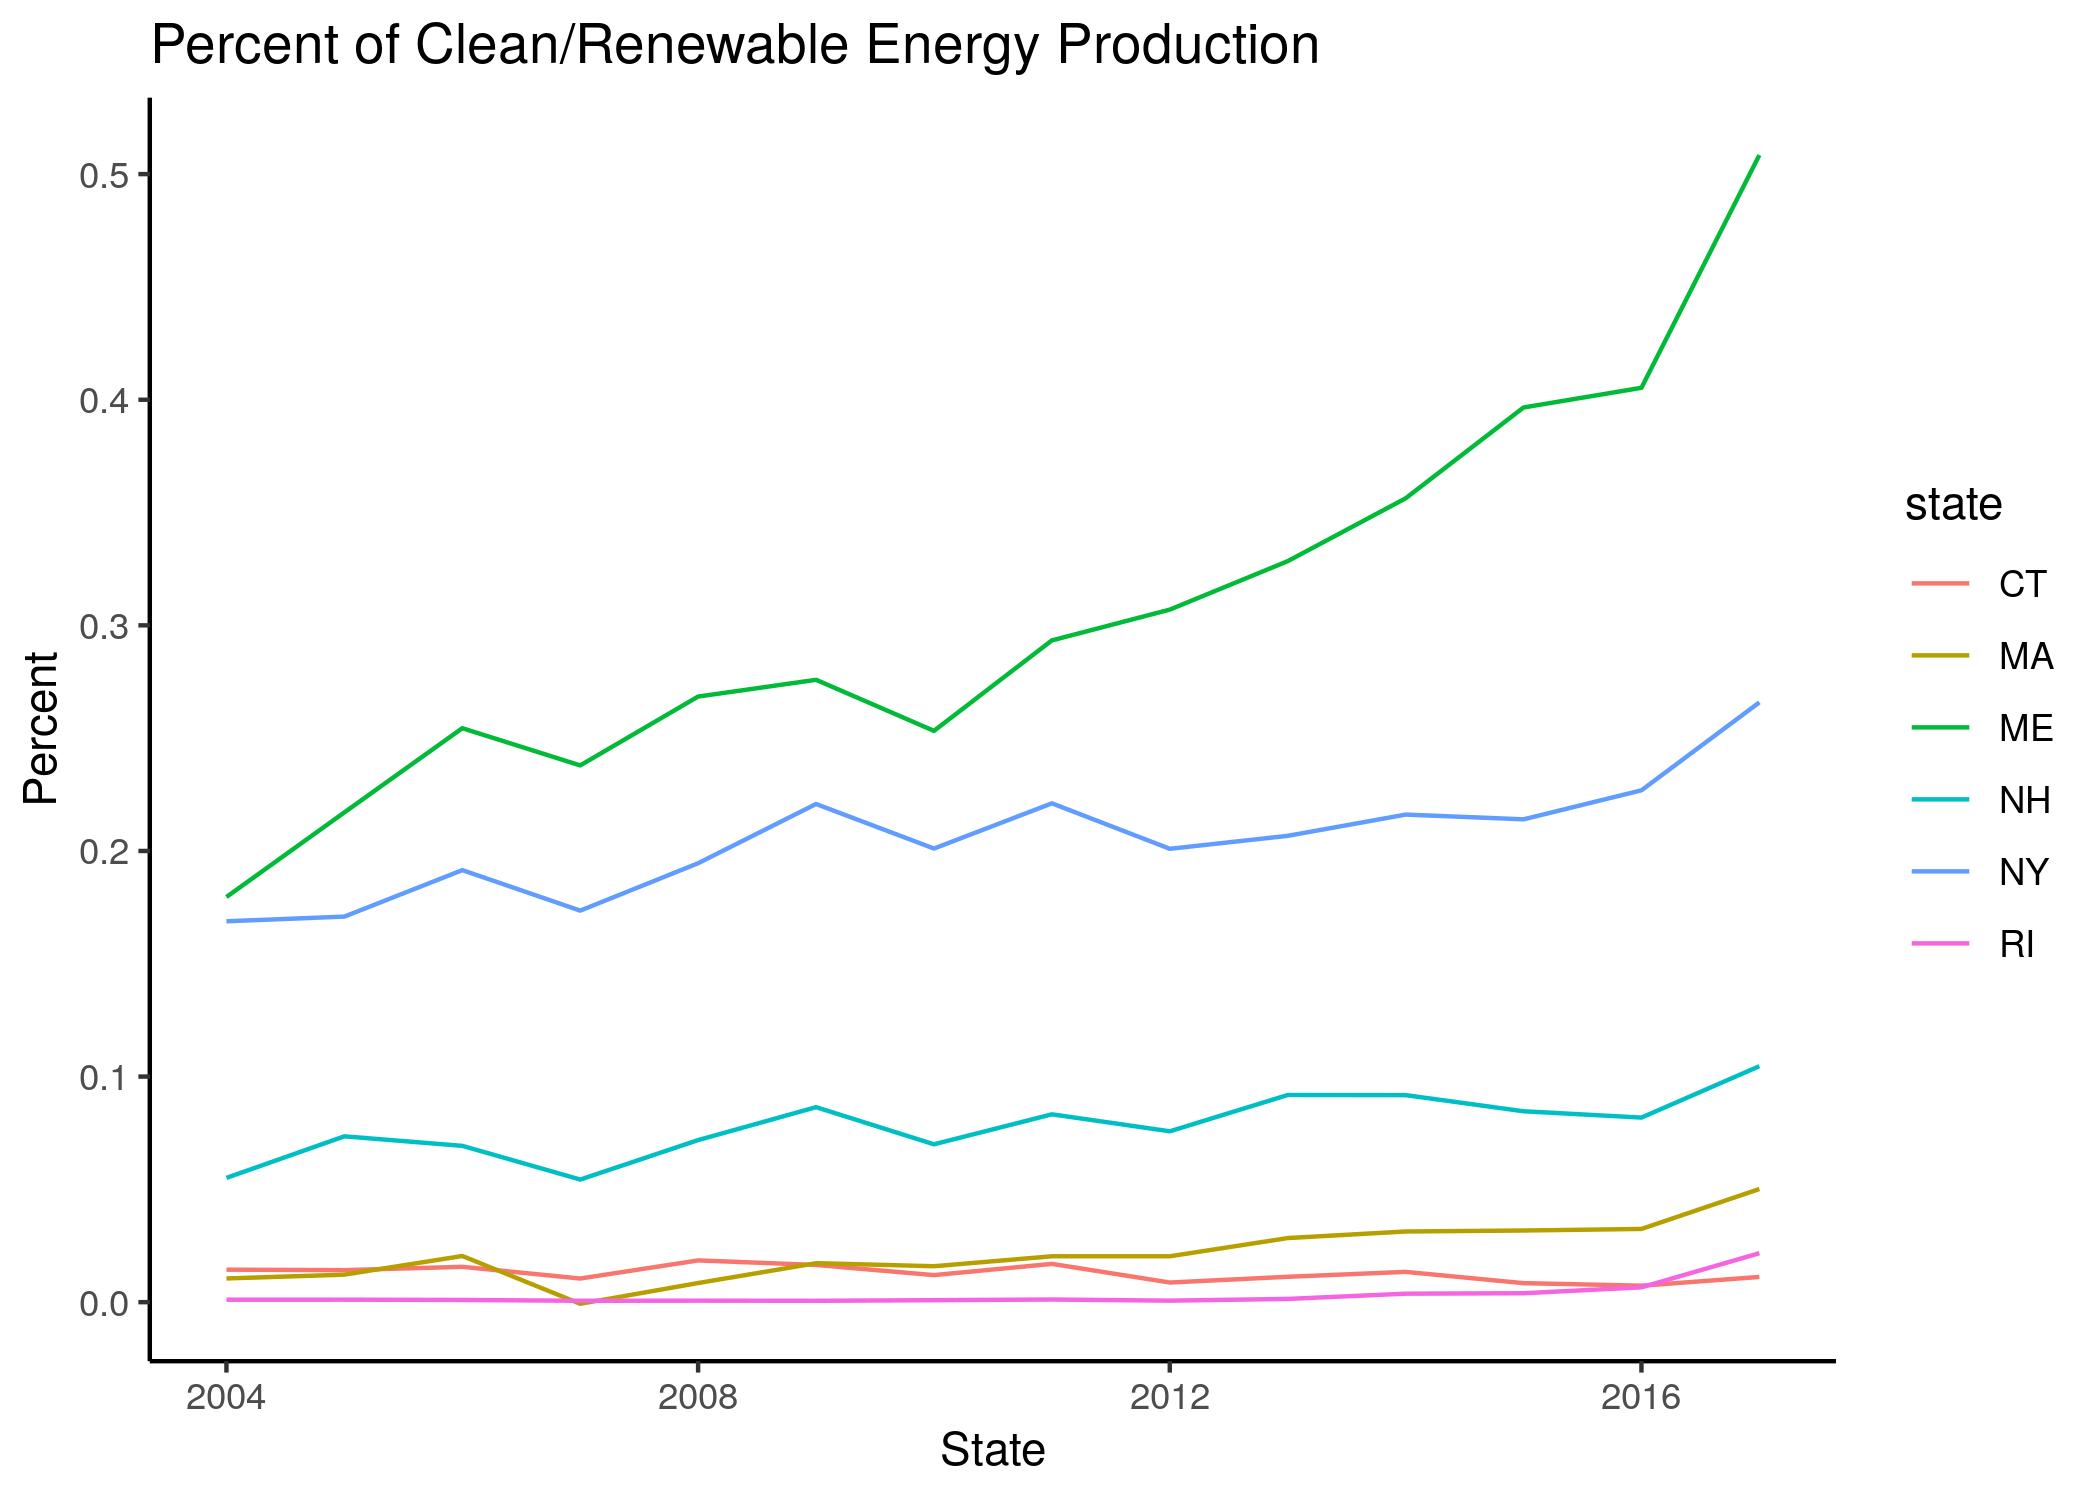 Percent of Clean/Renewable Energy Production
Percent
0.5
0.4
0.3
0.2
0.1
0.0
2004 2008 2012 2016
State
state
CT
MA
ME
NH
NY
RI